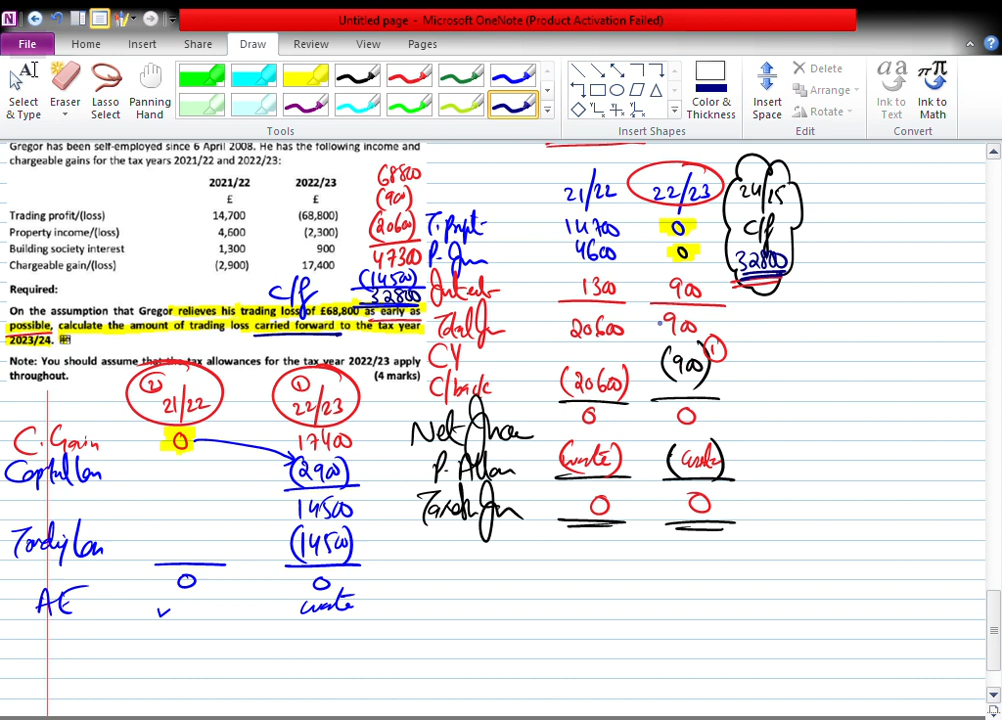 Untitled page - Microsoft OneNote (Product Activation Failed)
File Home Insert Share Draw Review View Pages
Select & Type
Eraser
Lasso Select
Panning Hand
Color & Thickness
Insert Space
Delete
Arrange
Rotate
Ink to Text
Ink to Math
Tools
Insert Shapes
Edit
Convert
Gregor has been self-employed since 6 April 2008. He has the following income and
chargeable gains for the tax years 2021/22 and 2022/23:
2021/22 2022/23
£ £
Trading profit/(loss) 14,700 (68,800)
Property income/(loss) 4,600 (2,300)
Building society interest 1,300 900
Chargeable gain/(loss) (2,900) 17,400
Required:
On the assumption that Gregor relieves his trading loss of £68,800 as early as
possible, calculate the amount of trading loss carried forward to the tax year
2023/24.
Note: You should assume that the tax allowances for the tax year 2022/23 apply
throughout. (4 marks)
68800
(900)
(20600)
47300
(14500)
32800
c/f
② 21/22 ① 22/23
C. Gain 0 17400
Captul Loss (2900)
14500
Trading Loss (14500)
0 0
AE ✓ waste
21/22 22/23
T. profit 14700 0
P. Inn 4600 0
Interest 1300 900
Total In 20600 900
CY (900) ①
C/back (20600)
0 0
Net Income
P. Allow (waste) (waste)
Taxable In 0 0
24/15
c/f
32800